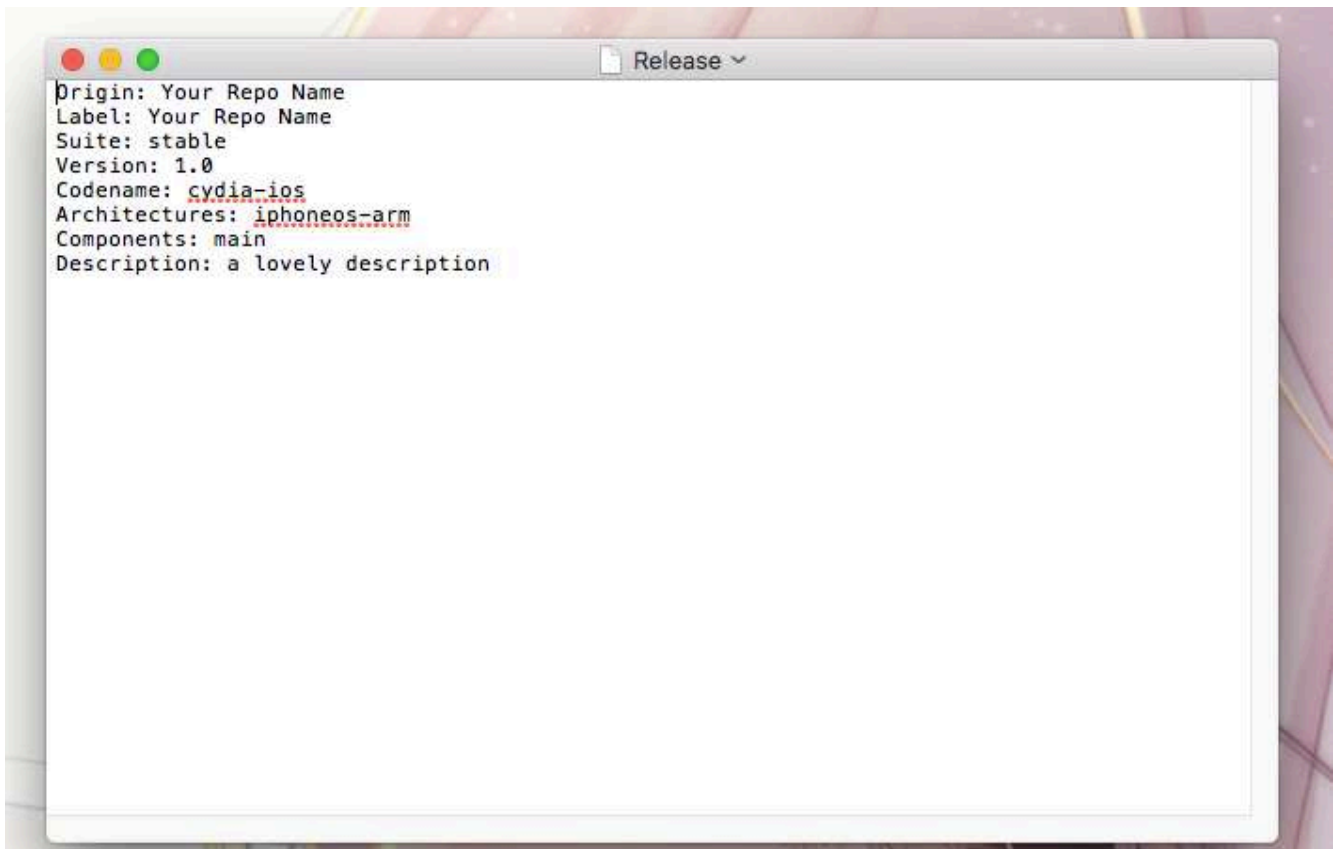 Release
Origin: Your Repo Name
Label: Your Repo Name
Suite: stable
Version: 1.0
Codename: cydia-ios
Architectures: iphoneos-arm
Components: main
Description: a lovely description